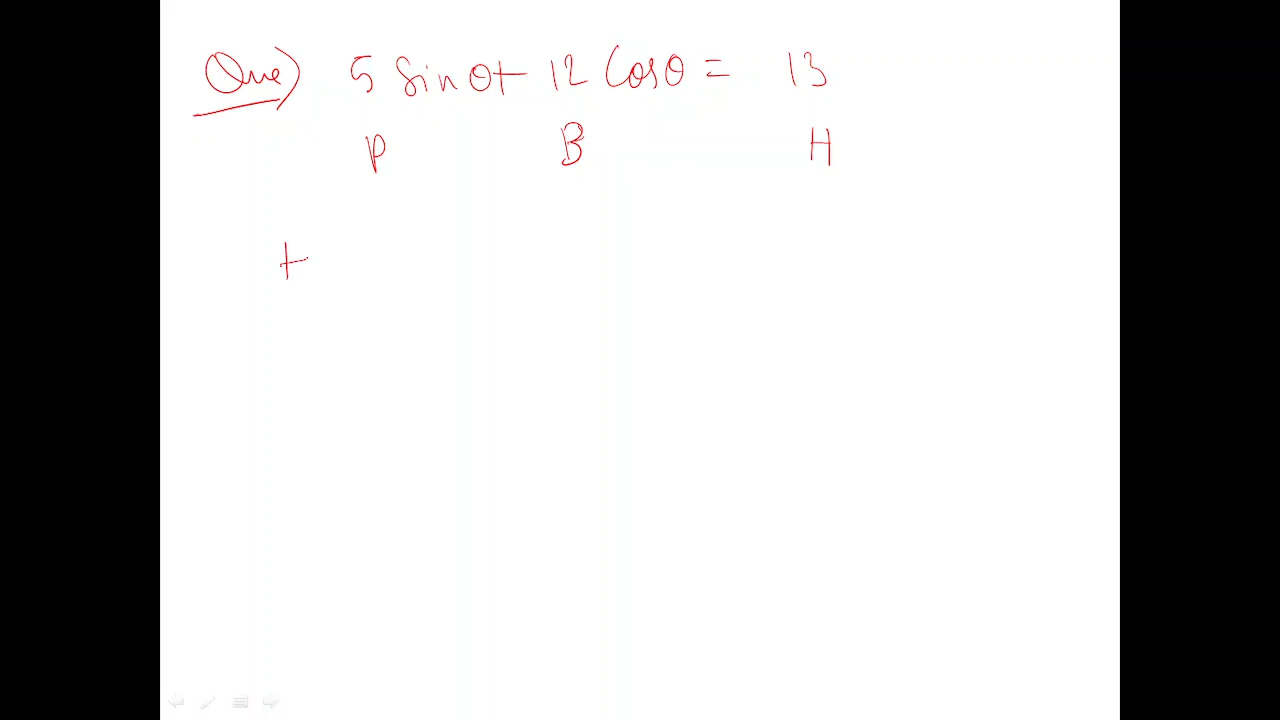 Que) 5 Sinθ + 12 Cosθ = 13
P B H
+